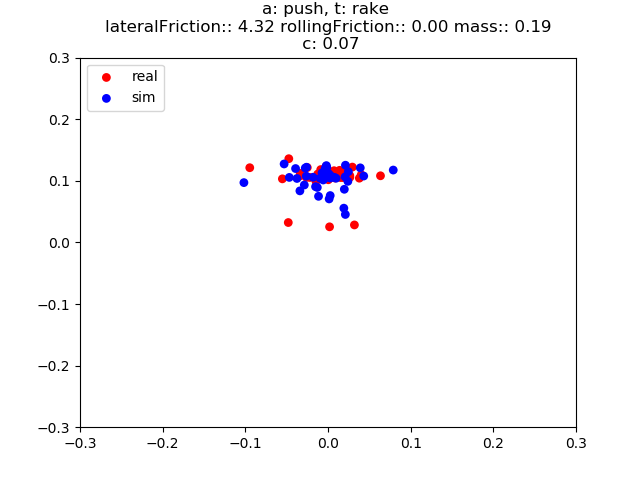 a: push, t: rake
lateralFriction:: 4.32 rollingFriction:: 0.00 mass:: 0.19
c: 0.07
real
sim
0.3
0.2
0.1
0.0
−0.1
−0.2
−0.3
−0.3 −0.2 −0.1 0.0 0.1 0.2 0.3